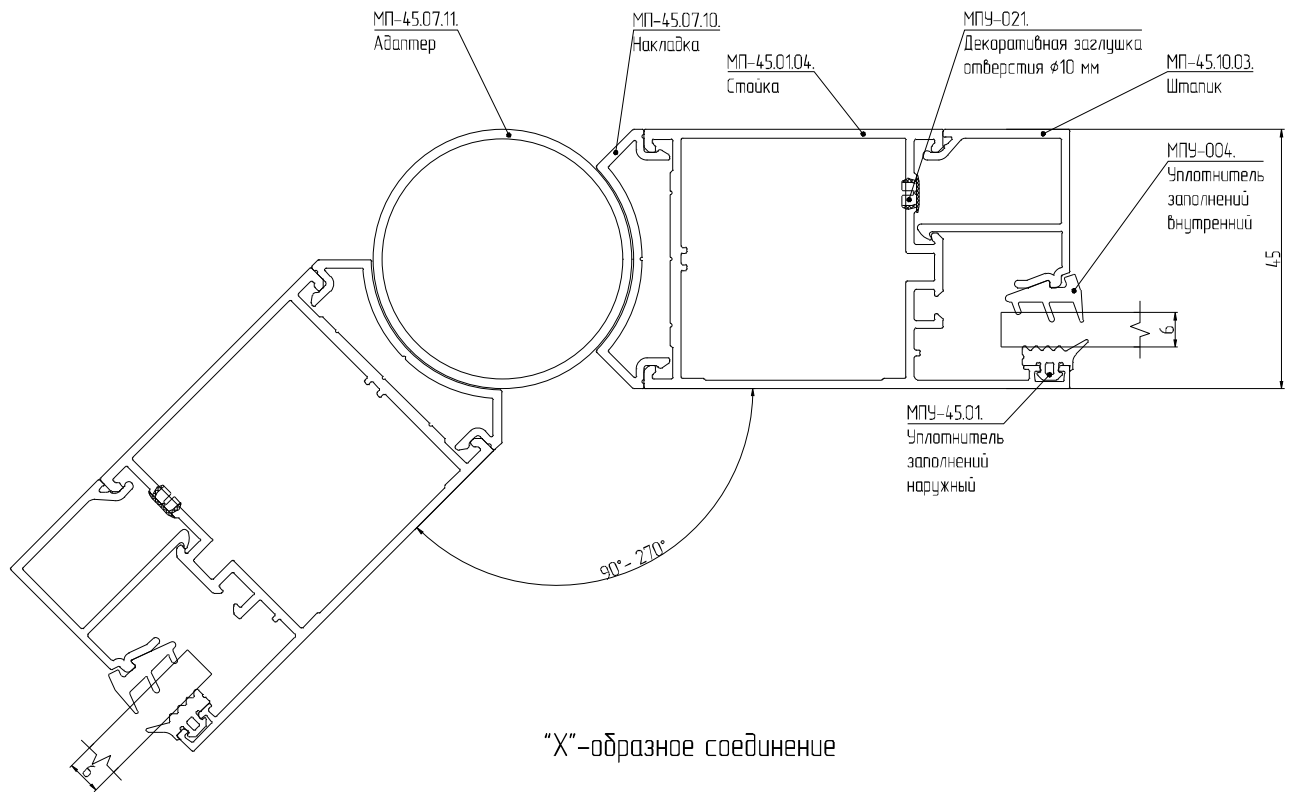 МП-45.07.11.
Адаптер
МП-45.07.10.
Накладка
МПУ-021.
Декоративная заглушка
отверстия φ10 мм
МП-45.01.04.
Стойка
МП-45.10.03.
Штапик
МПУ-004.
Уплотнитель
заполнений
внутренний
45
6
МПУ-45.01.
Уплотнитель
заполнений
наружный
90°- 270°
6
"Х"-образное соединение